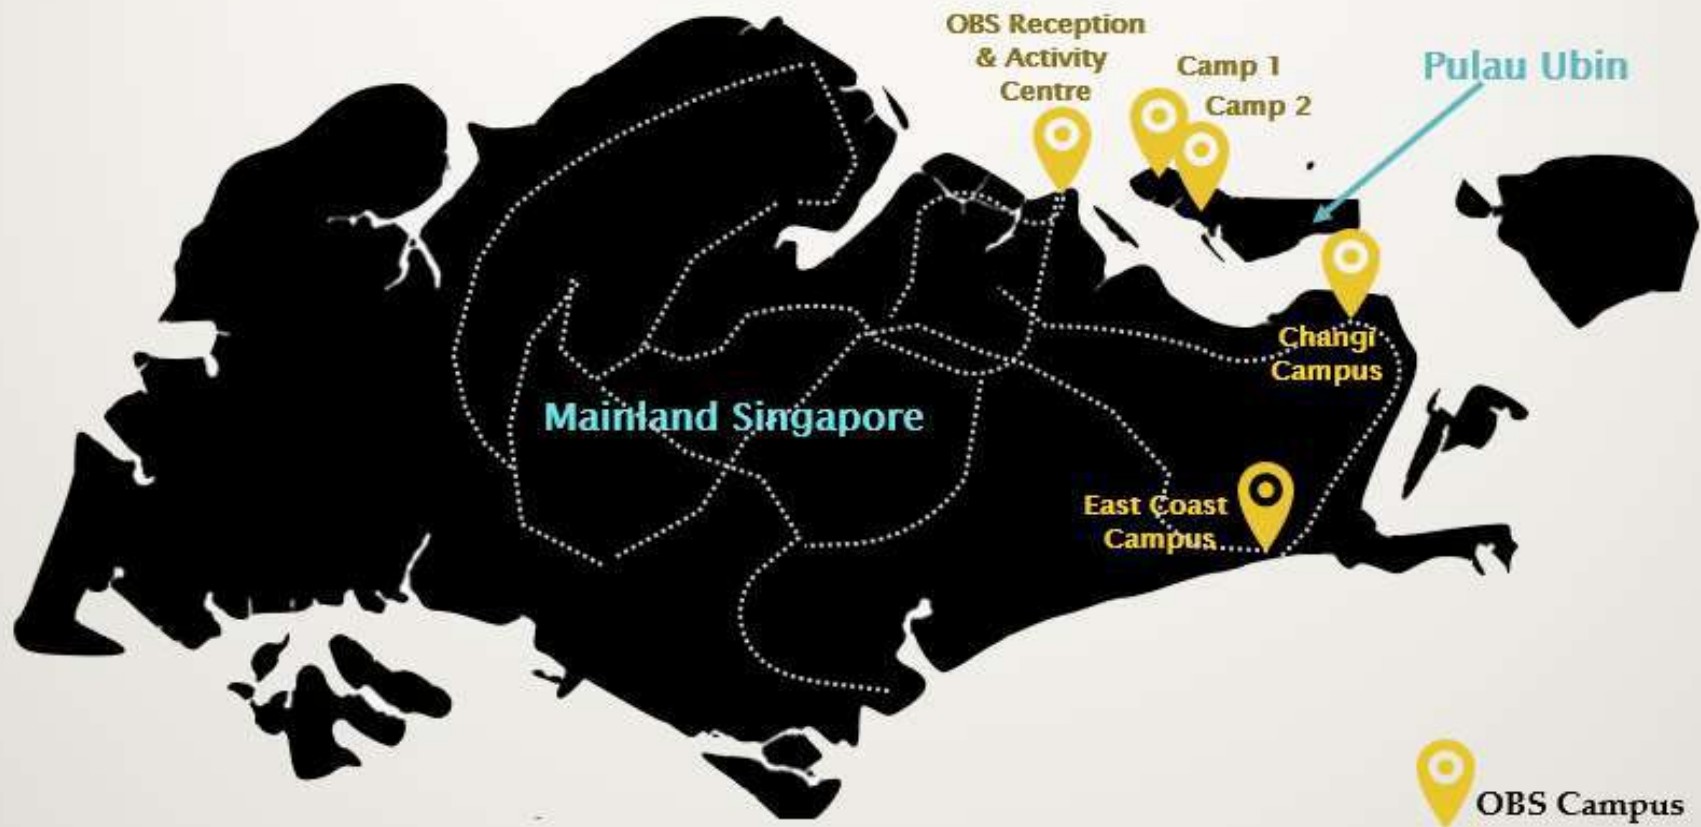 OBS Reception
& Activity
Centre
Camp 1
Camp 2
Pulau Ubin
Changi
Campus
Mainland Singapore
East Coast
Campus
OBS Campus